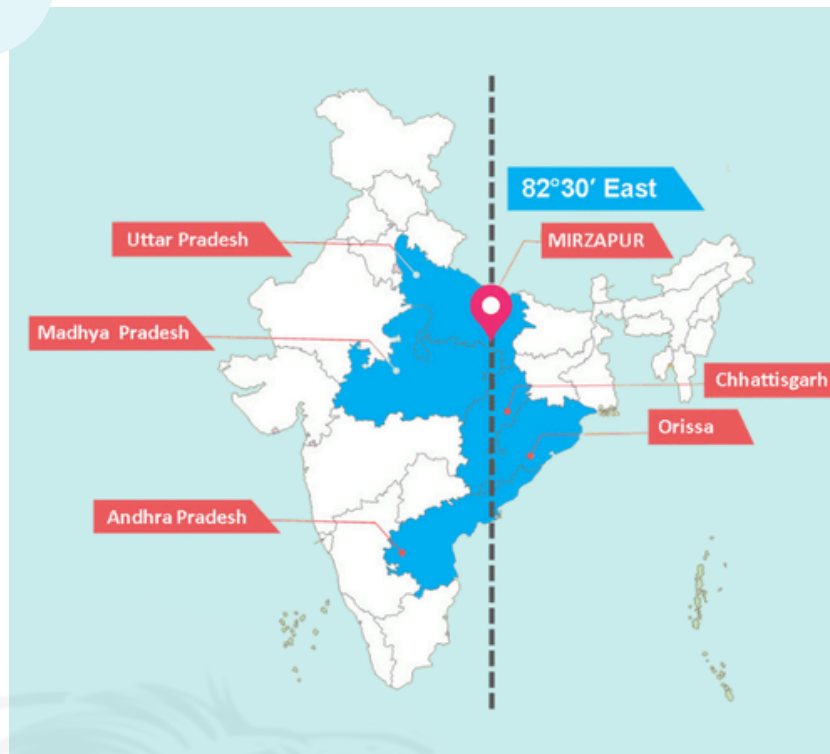 82°30′ East
Uttar Pradesh
MIRZAPUR
Madhya Pradesh
Chhattisgarh
Orissa
Andhra Pradesh